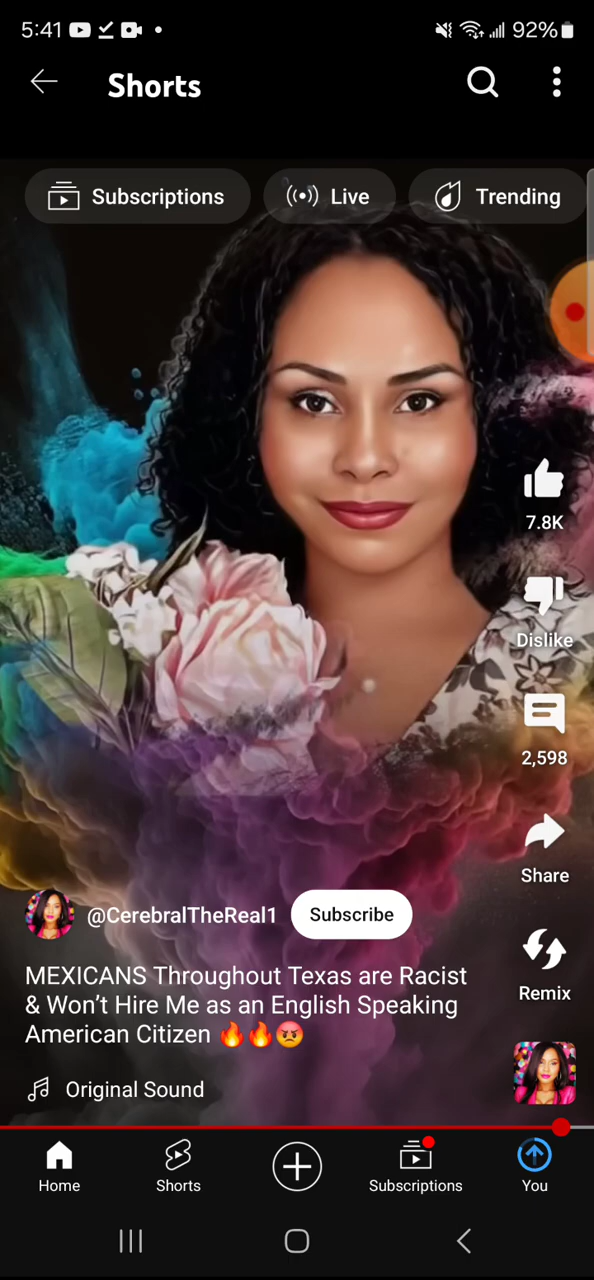 5:41
92%
Shorts
Subscriptions
Live
Trending
7.8K
Dislike
2,598
Share
@CerebralTheReal1
Subscribe
MEXICANS Throughout Texas are Racist
& Won’t Hire Me as an English Speaking
American Citizen 🔥🔥😡
Remix
Original Sound
Home
Shorts
Subscriptions
You